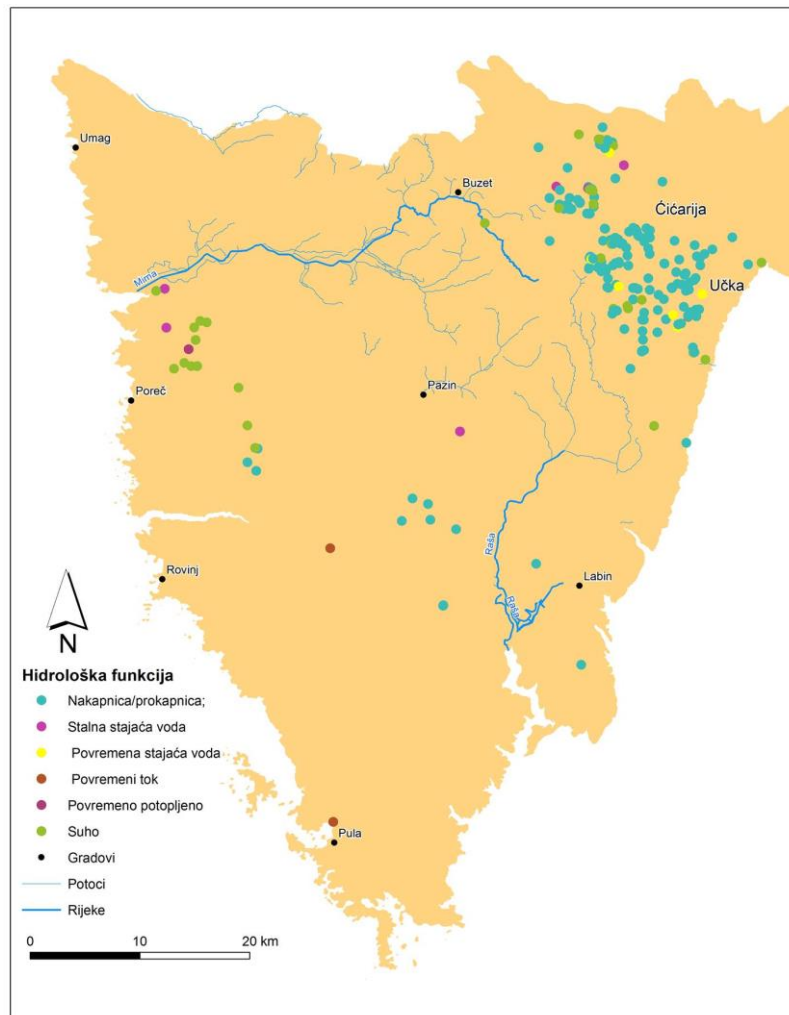 Umag
Buzet
Ćićarija
Učka
Mirna
Pazin
Poreč
Raša
Rovinj
Labin
Raša
N
Hidrološka funkcija
Nakapnica/prokapnica;
Stalna stajaća voda
Povremena stajaća voda
Povremeni tok
Povremeno potopljeno
Suho
Pula
Gradovi
Potoci
Rijeke
0 10 20 km